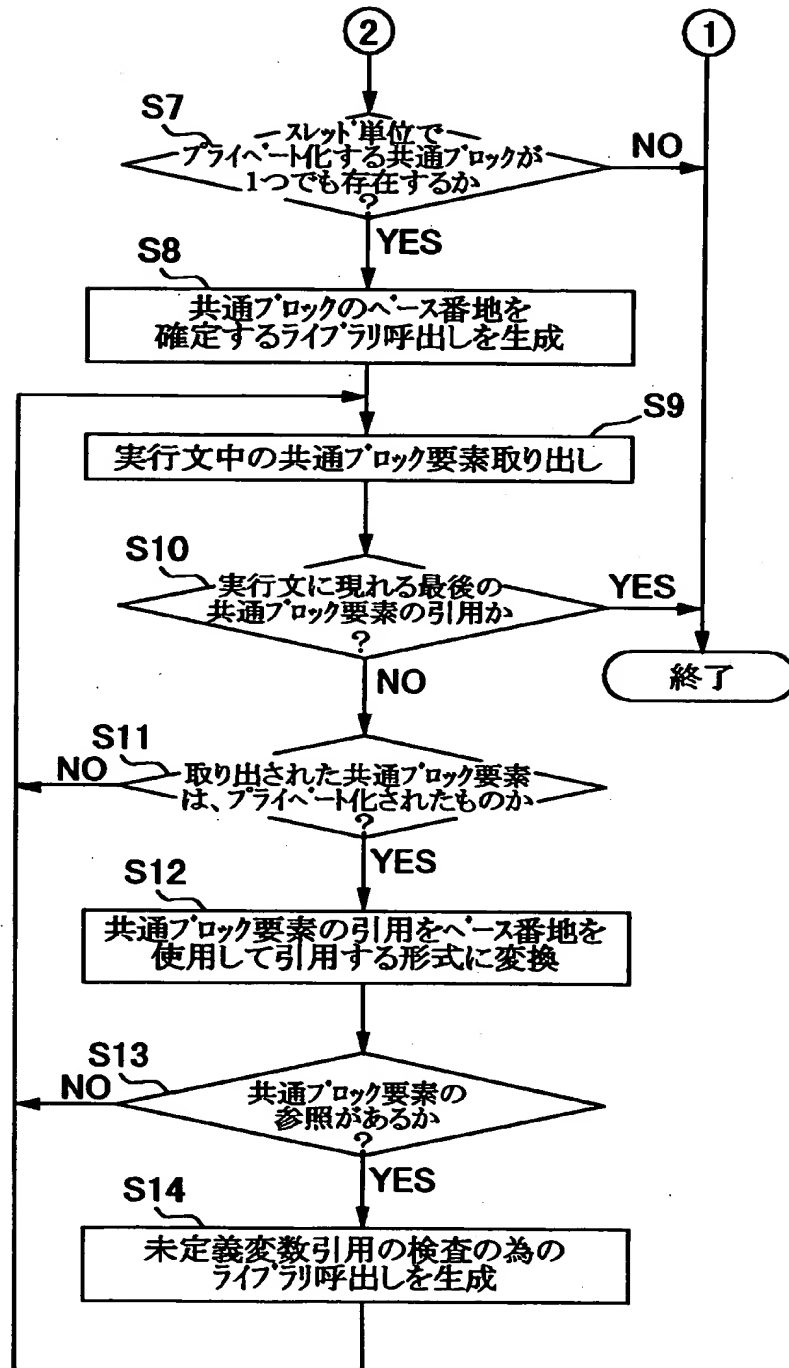 ②
①
S7
スレッド単位で
プライベート化する共通ブロックが
1つでも存在するか
?
NO
YES
S8
共通ブロックのベース番地を
確定するライブラリ呼出しを生成
S9
実行文中の共通ブロック要素取り出し
S10
実行文に現れる最後の
共通ブロック要素の引用か
?
YES
NO
終了
S11
NO
取り出された共通ブロック要素
は、プライベート化されたものか
?
YES
S12
共通ブロック要素の引用をベース番地を
使用して引用する形式に変換
S13
NO
共通ブロック要素の
参照があるか
?
YES
S14
未定義変数引用の検査の為の
ライブラリ呼出しを生成